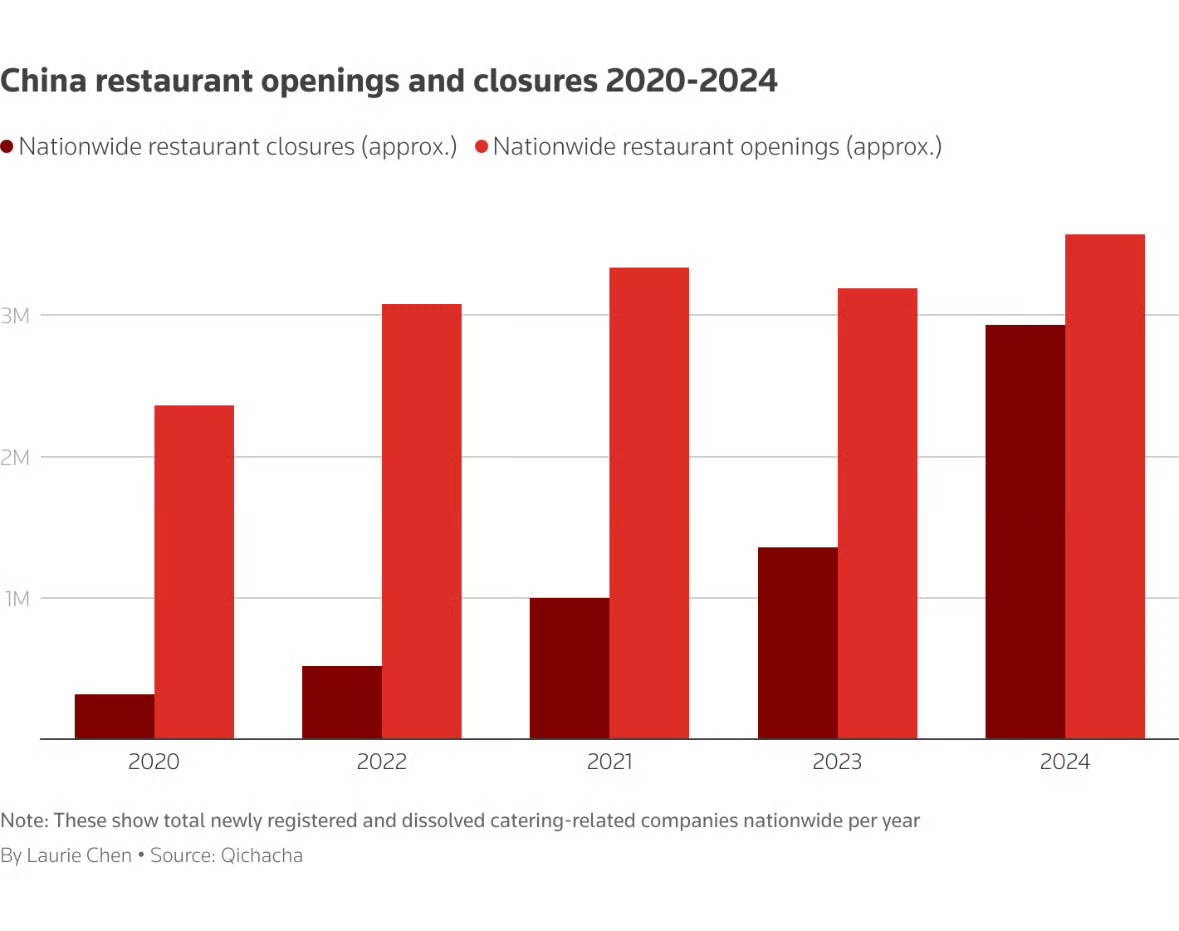 China restaurant openings and closures 2020-2024
Nationwide restaurant closures (approx.) Nationwide restaurant openings (approx.)
3M
2M
1M
2020 2022 2021 2023 2024
Note: These show total newly registered and dissolved catering-related companies nationwide per year
By Laurie Chen • Source: Qichacha